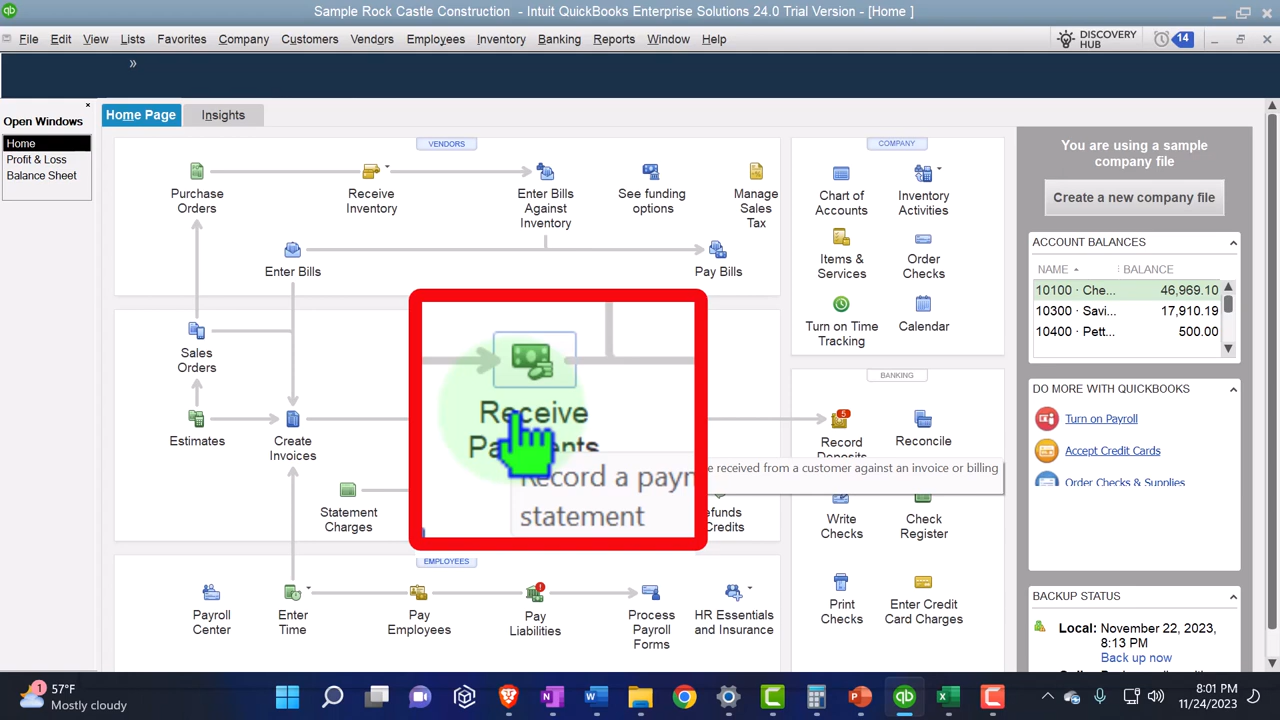 Sample Rock Castle Construction - Intuit QuickBooks Enterprise Solutions 24.0 Trial Version - [Home ]
File Edit View Lists Favorites Company Customers Vendors Employees Inventory Banking Reports Window Help
DISCOVERY
HUB
14
»
Open Windows
Home
Profit & Loss
Balance Sheet
Home Page
Insights
VENDORS
Purchase
Orders
Receive
Inventory
Enter Bills
Against
Inventory
See funding
options
Manage
Sales
Tax
Enter Bills
Pay Bills
Sales
Orders
Estimates
Create
Invoices
Receive
Record a payn
statement
e received from a customer against an invoice or billing
Statement
Charges
EMPLOYEES
Payroll
Center
Enter
Time
Pay
Employees
Pay
Liabilities
Process
Payroll
Forms
HR Essentials
and Insurance
COMPANY
Chart of
Accounts
Inventory
Activities
Items &
Services
Order
Checks
Turn on Time
Tracking
Calendar
BANKING
5
Record
Deposits
Reconcile
Write
Checks
Check
Register
Print
Checks
Enter Credit
Card Charges
You are using a sample
company file
Create a new company file
ACCOUNT BALANCES
NAME BALANCE
10100 · Che... 46,969.10
10300 · Savi... 17,910.19
10400 · Pett... 500.00
DO MORE WITH QUICKBOOKS
Turn on Payroll
Accept Credit Cards
Order Checks & Supplies
BACKUP STATUS
Local: November 22, 2023,
8:13 PM
Back up now
1
57°F
Mostly cloudy
8:01 PM
11/24/2023